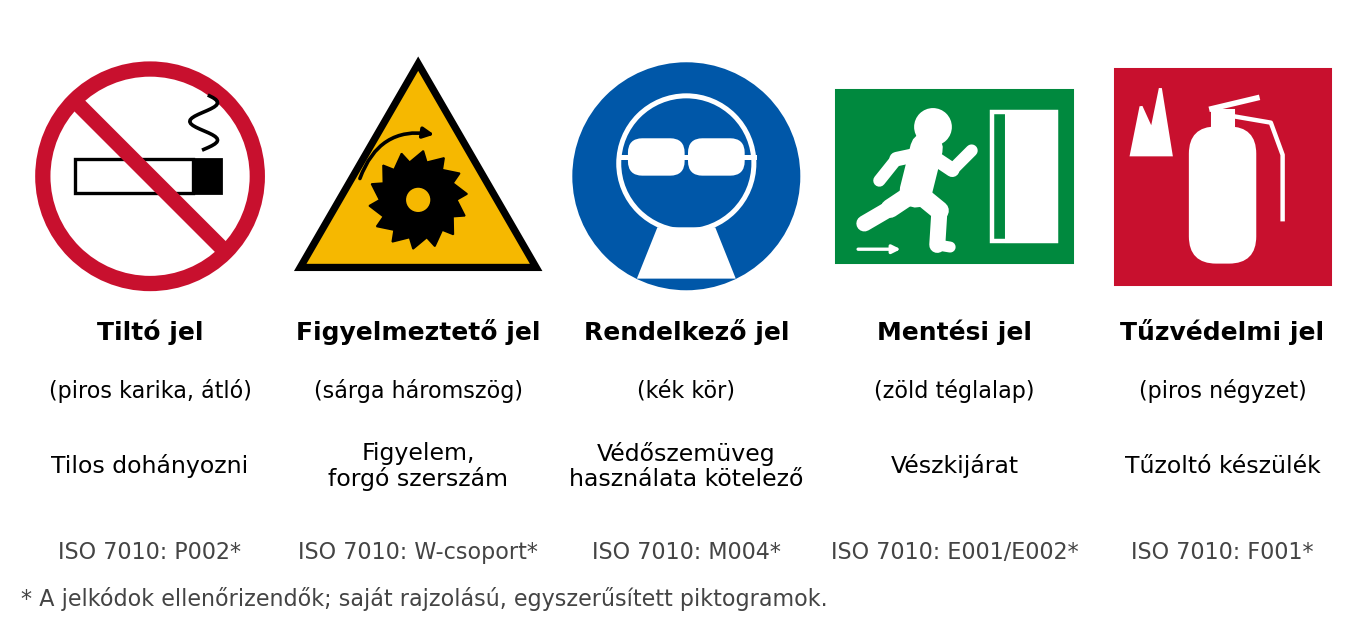 Tiltó jel
Figyelmeztető jel
Rendelkező jel
Mentési jel
Tűzvédelmi jel
(piros karika, átló)
(sárga háromszög)
(kék kör)
(zöld téglalap)
(piros négyzet)
Tilos dohányozni
Figyelem,
forgó szerszám
Védőszemüveg
használata kötelező
Vészkijárat
Tűzoltó készülék
ISO 7010: P002*
ISO 7010: W-csoport*
ISO 7010: M004*
ISO 7010: E001/E002*
ISO 7010: F001*
* A jelkódok ellenőrizendők; saját rajzolású, egyszerűsített piktogramok.